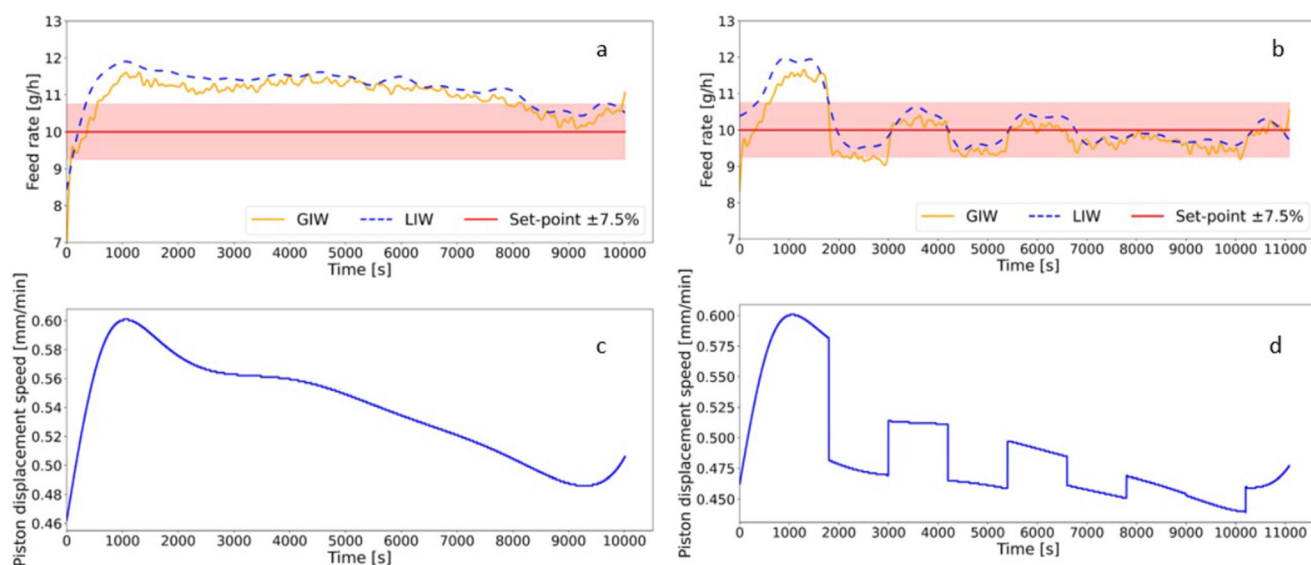 13
12
11
10
9
8
7
Feed rate [g/h]
a
GIW LIW Set-point ±7.5%
0 1000 2000 3000 4000 5000 6000 7000 8000 9000 10000
Time [s]
13
12
11
10
9
8
7
Feed rate [g/h]
b
GIW LIW Set-point ±7.5%
0 1000 2000 3000 4000 5000 6000 7000 8000 9000 10000 11000
Time [s]
0.60
0.58
0.56
0.54
0.52
0.50
0.48
0.46
Piston displacement speed [mm/min]
c
0 1000 2000 3000 4000 5000 6000 7000 8000 9000 10000
Time [s]
0.600
0.575
0.550
0.525
0.500
0.475
0.450
Piston displacement speed [mm/min]
d
0 1000 2000 3000 4000 5000 6000 7000 8000 9000 10000 11000
Time [s]